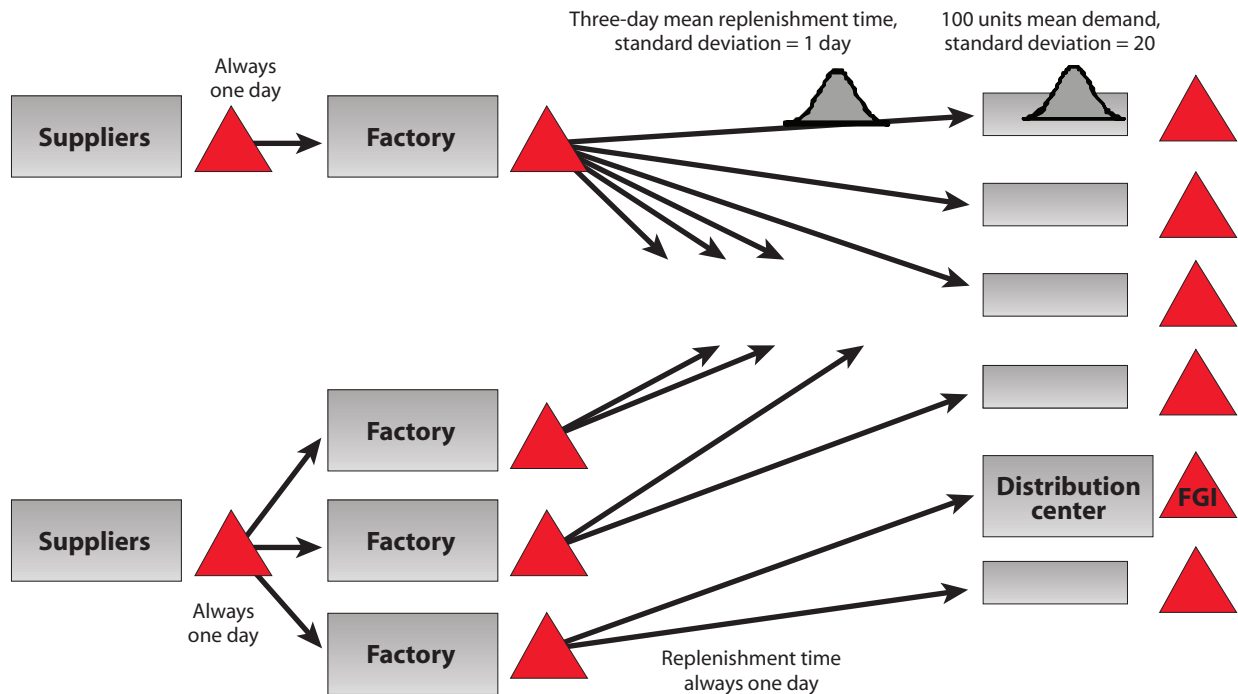 Three-day mean replenishment time,
standard deviation = 1 day
100 units mean demand,
standard deviation = 20
Always
one day
Suppliers
Factory
Factory
Suppliers
Factory
Distribution
center
FGI
Always
one day
Factory
Replenishment time
always one day